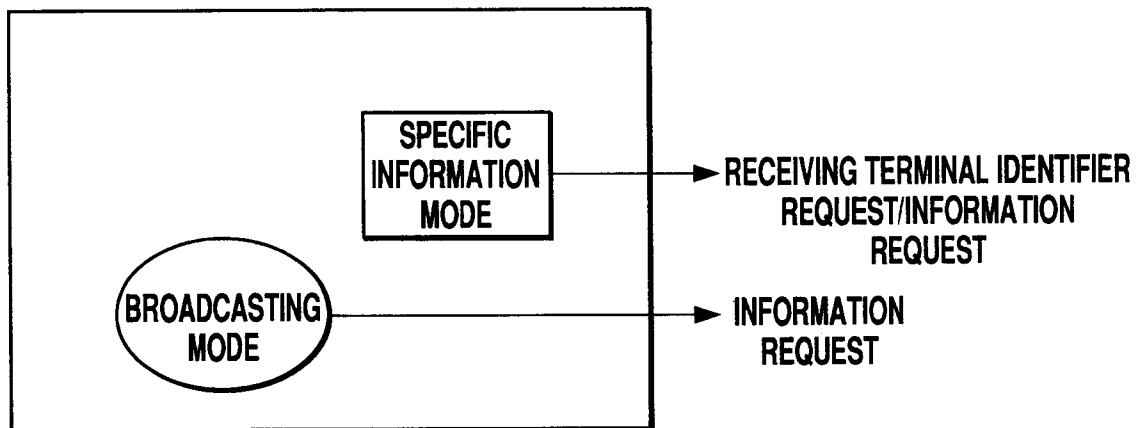 SPECIFIC
INFORMATION
MODE
RECEIVING TERMINAL IDENTIFIER
REQUEST/INFORMATION
REQUEST
BROADCASTING
MODE
INFORMATION
REQUEST